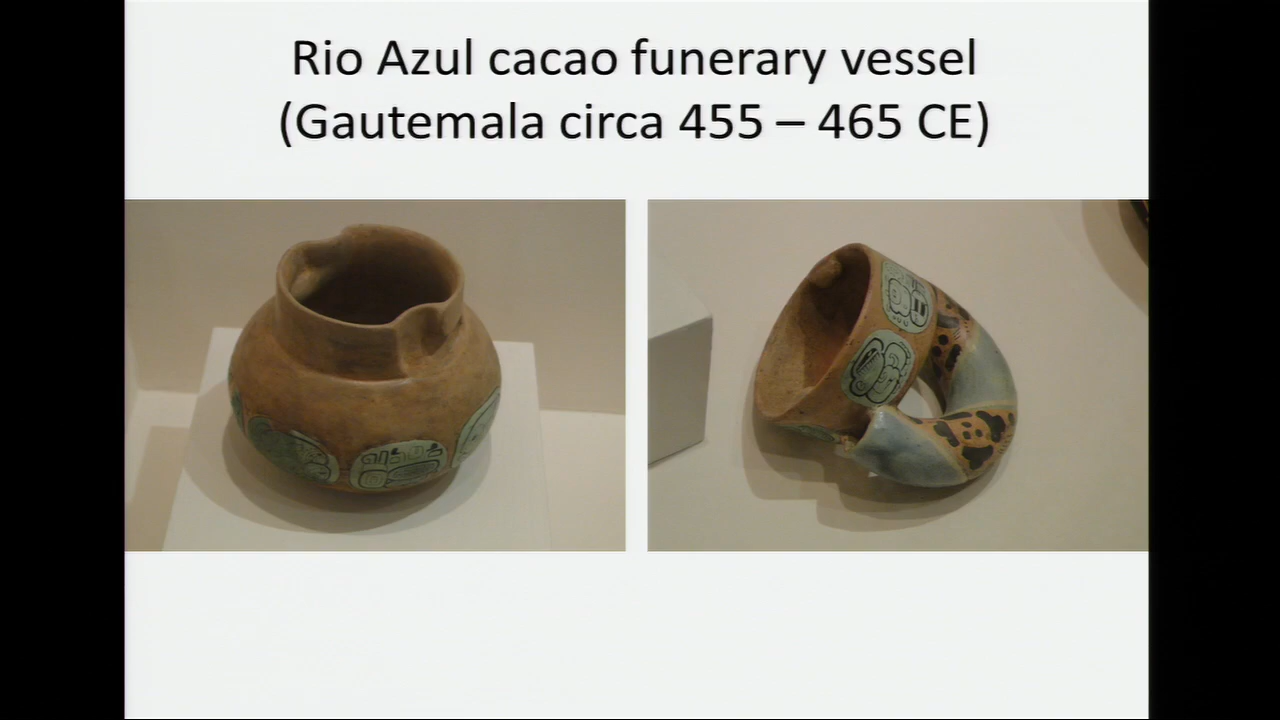 Rio Azul cacao funerary vessel
(Gautemala circa 455 – 465 CE)